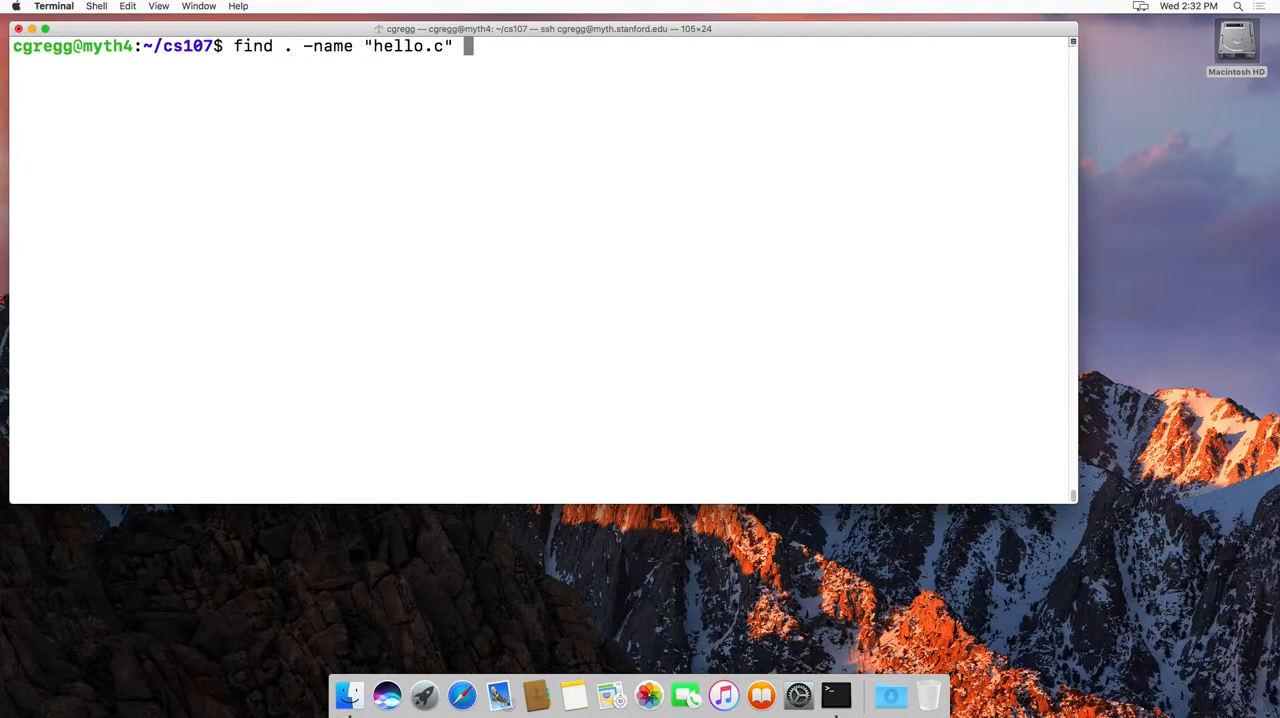 Terminal Shell Edit View Window Help Wed 2:32 PM
cgregg — cgregg@myth4: ~/cs107 — ssh cgregg@myth.stanford.edu — 105×24
cgregg@myth4:~/cs107$ find . -name "hello.c"
Macintosh HD
>_